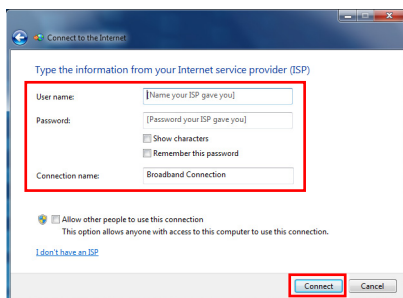 Connect to the Internet
Type the information from your Internet service provider (ISP)
User name: [Name your ISP gave you]
Password: [Password your ISP gave you]
Show characters
Remember this password
Connection name: Broadband Connection
Allow other people to use this connection
This option allows anyone with access to this computer to use this connection.
I don't have an ISP
Connect Cancel